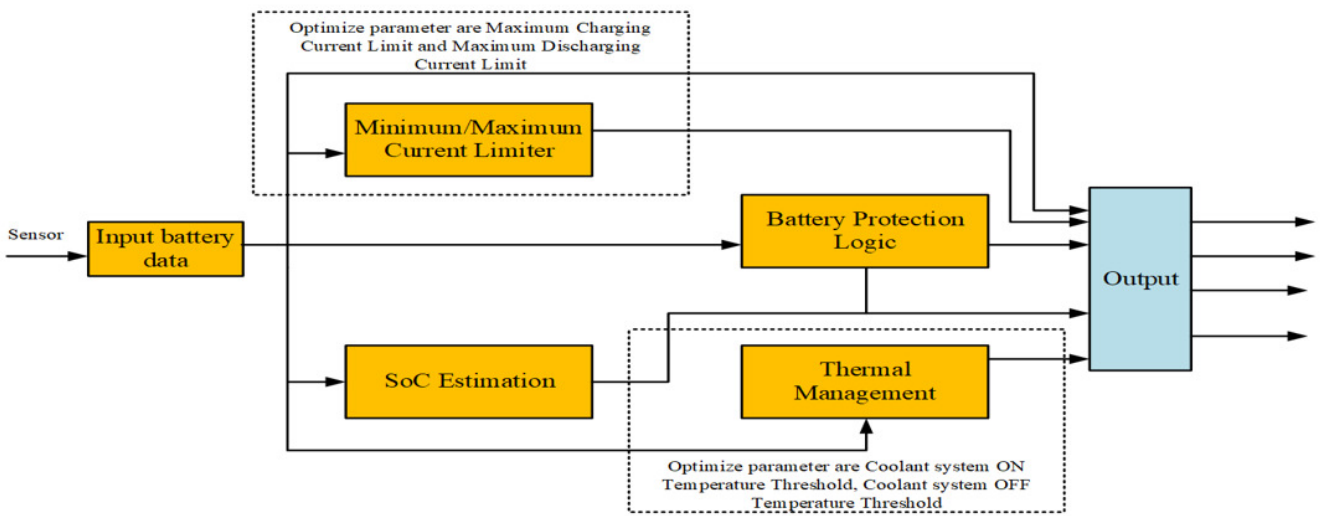 Optimize parameter are Maximum Charging
Current Limit and Maximum Discharging
Current Limit
Minimum/Maximum
Current Limiter
Sensor
Input battery
data
Battery Protection
Logic
Output
SoC Estimation
Thermal
Management
Optimize parameter are Coolant system ON
Temperature Threshold, Coolant system OFF
Temperature Threshold